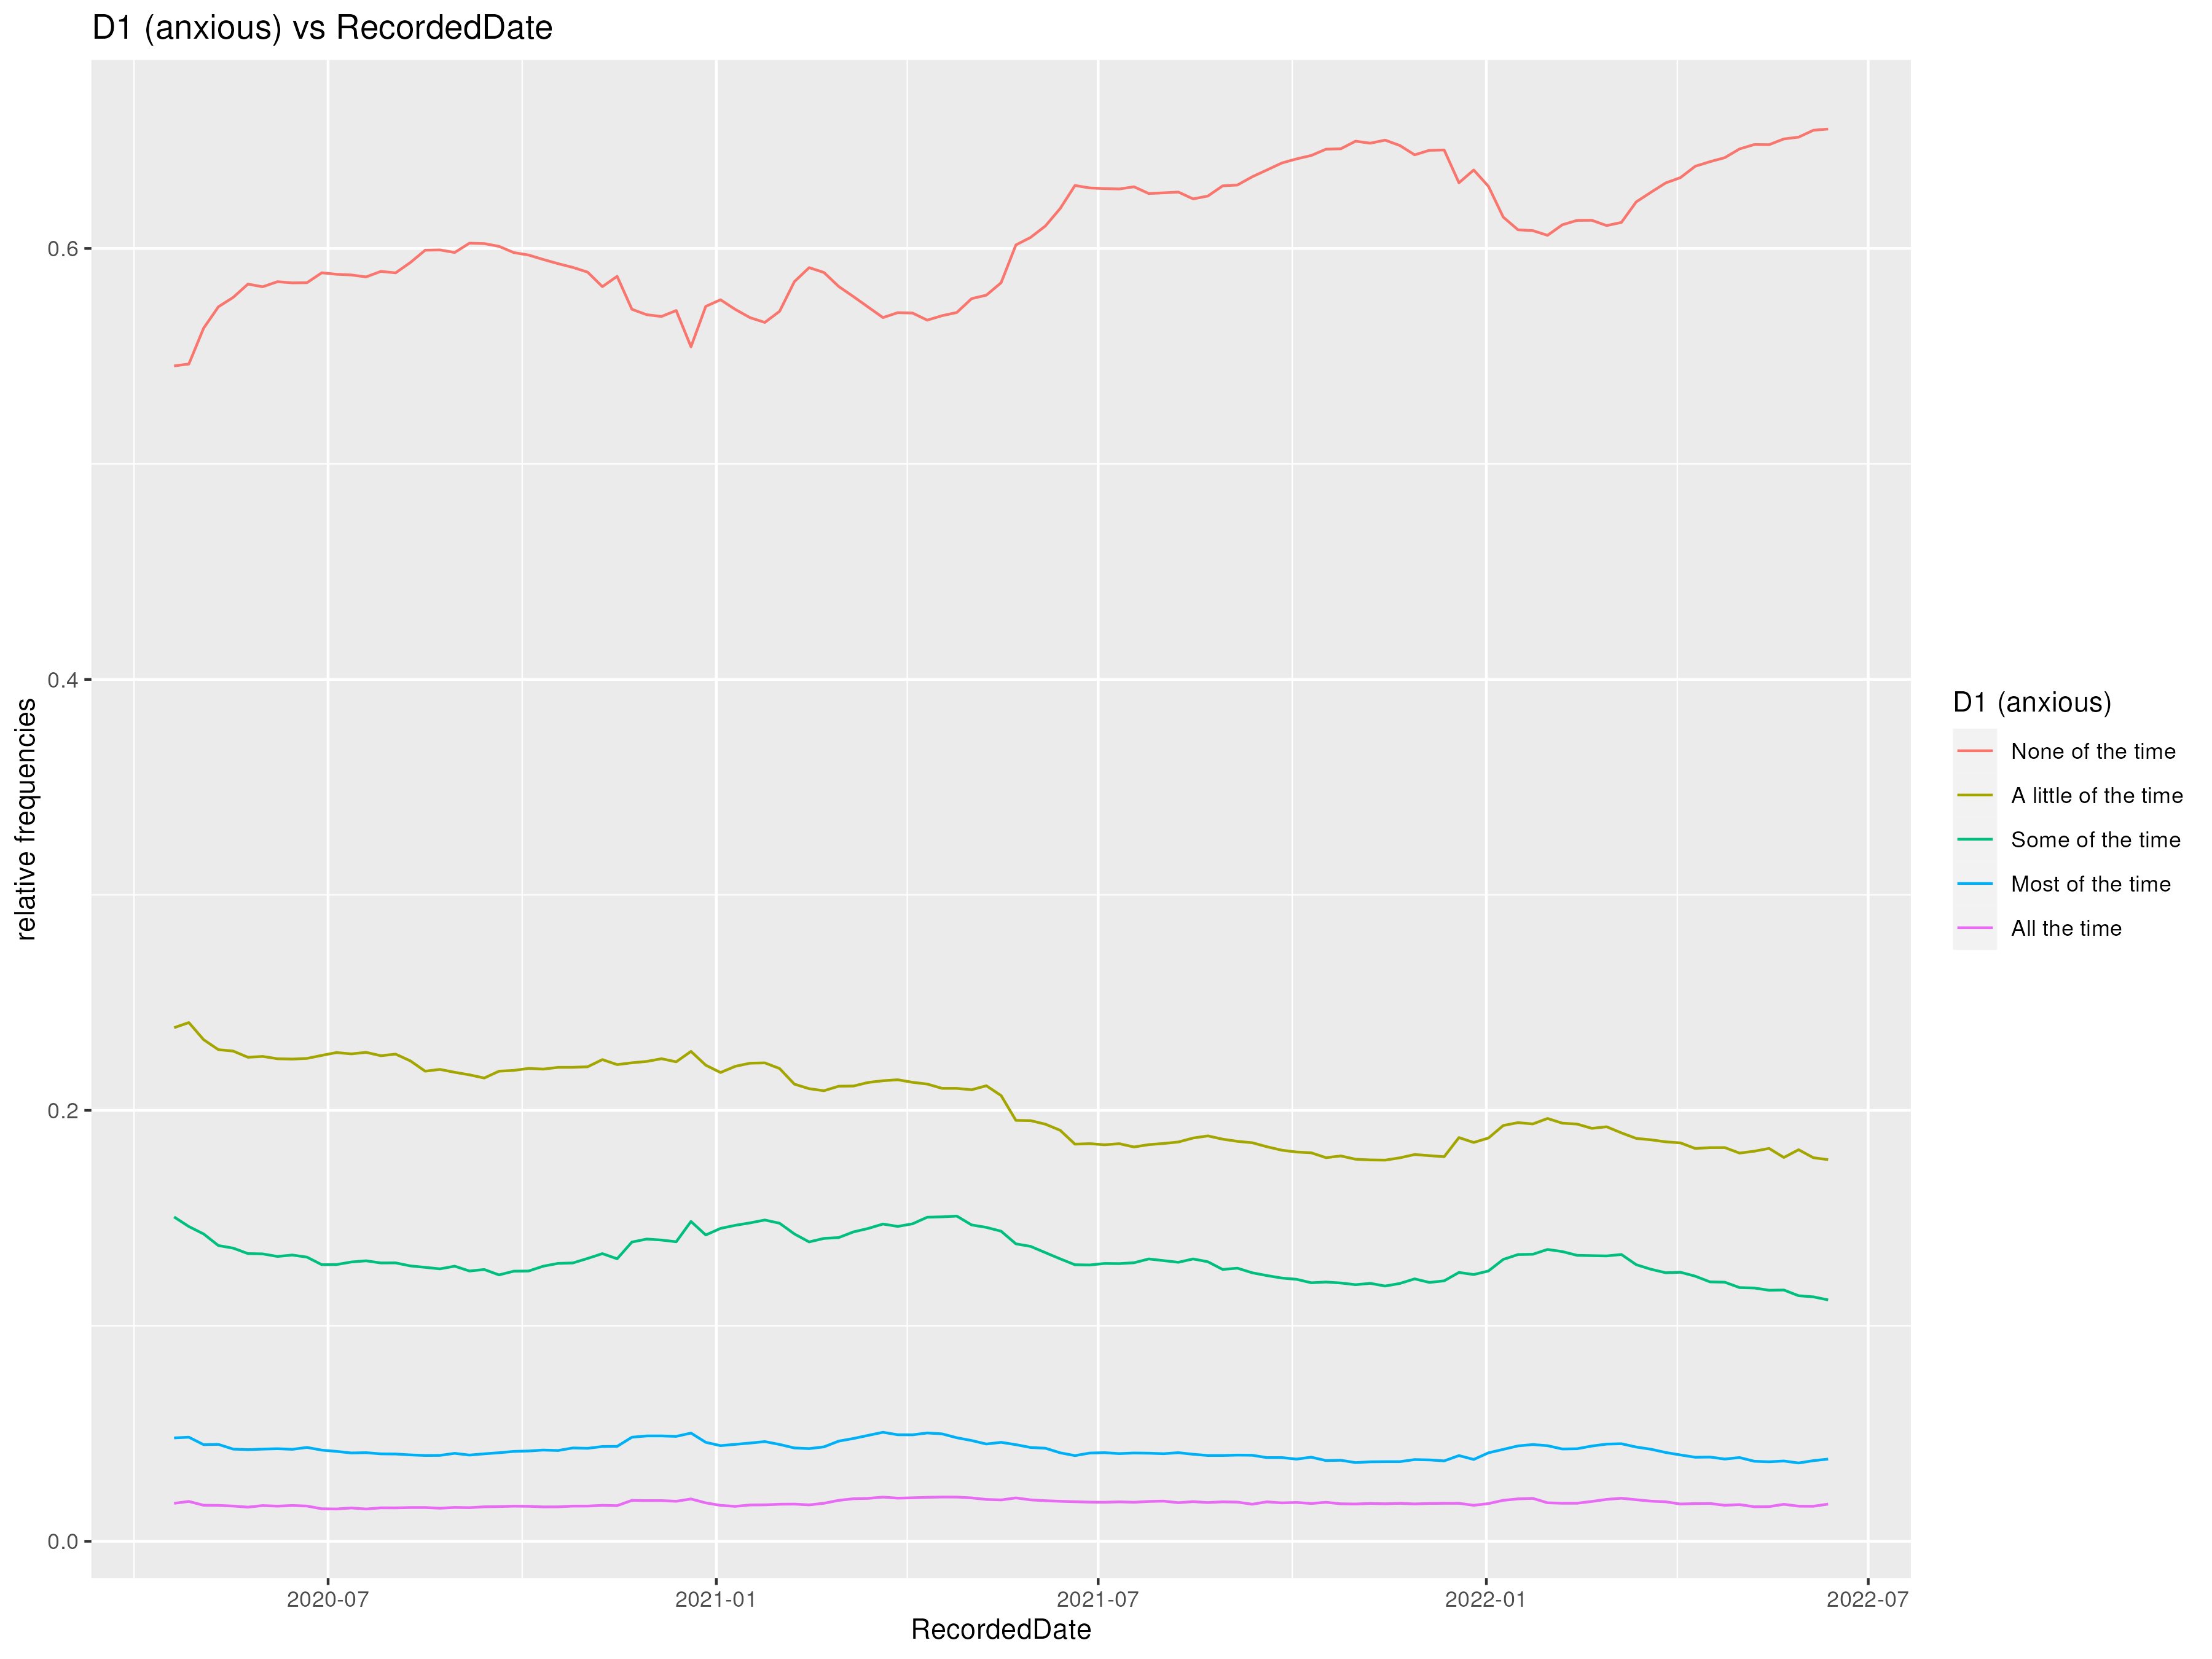 D1 (anxious) vs RecordedDate
relative frequencies
0.6
0.4
0.2
0.0
2020-07
2021-01
2021-07
2022-01
2022-07
RecordedDate
D1 (anxious)
None of the time
A little of the time
Some of the time
Most of the time
All the time